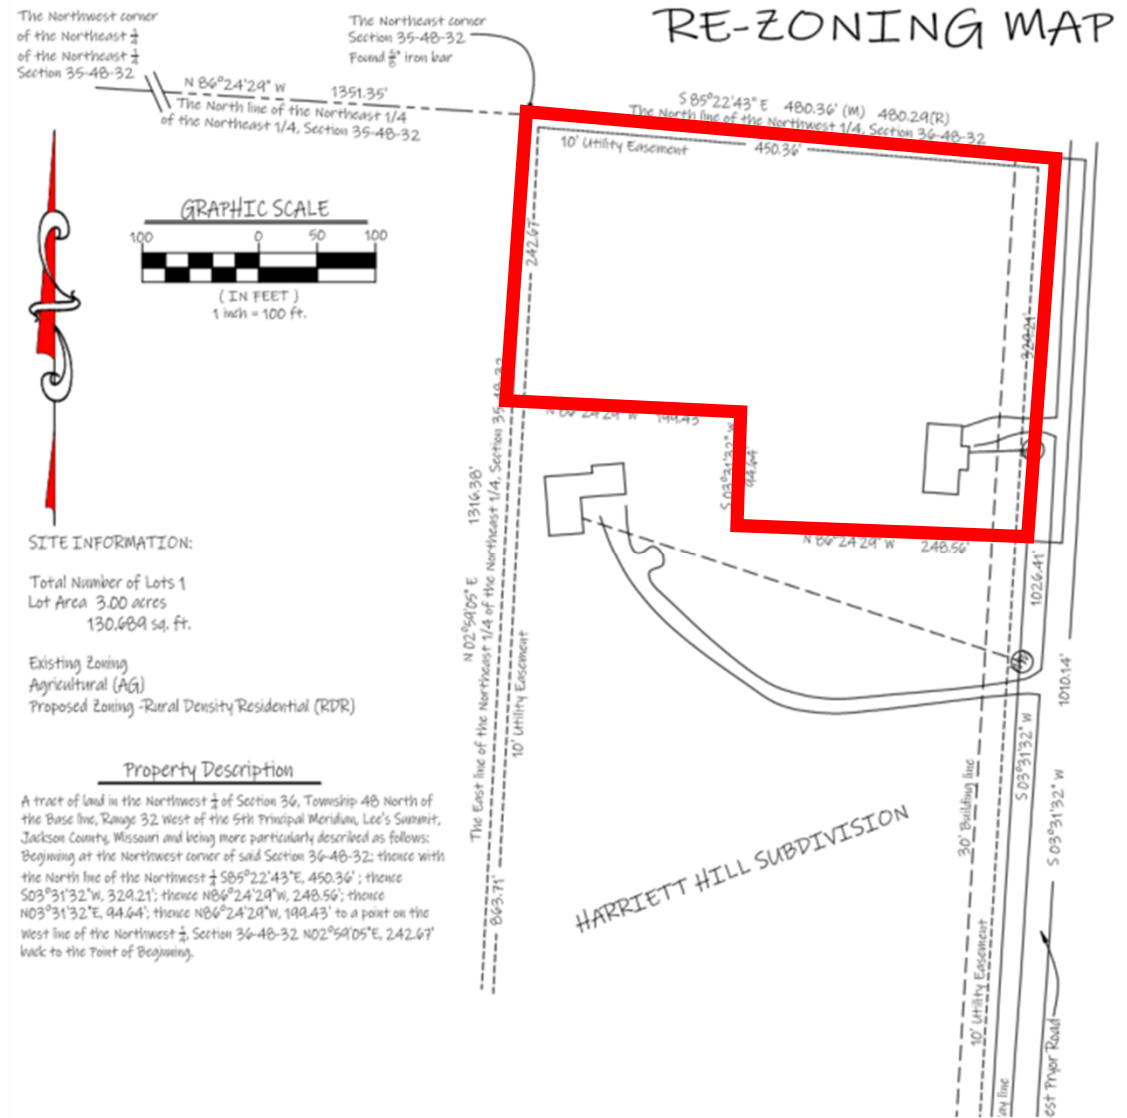 RE-ZONING MAP
The Northwest corner
of the Northeast 1/4
of the Northeast 1/4
Section 35-48-32
The Northeast corner
Section 35-48-32
Found 5/8" iron bar
N 86°24'29" W 1351.35'
The North line of the Northeast 1/4
of the Northeast 1/4, Section 35-48-32
S 85°22'43" E 480.36' (M) 480.29(R)
The North line of the Northwest 1/4, Section 36-48-32
10' Utility Easement
450.36'
GRAPHIC SCALE
100 0 50 100
( IN FEET )
1 inch = 100 ft.
242.67'
329.21'
N 86°24'29" W 199.43'
S 03°31'32" W
94.64'
N 86°24'29" W 248.56'
1316.38'
N 02°59'05" E
The East line of the Northeast 1/4 of the Northeast 1/4, Section 35-48-32
10' Utility Easement
863.71'
1026.41'
S 03°31'32" W
1010.14'
S 03°31'32" W
30' Building line
10' Utility Easement
ay line
est Pryor Road
HARRIETT HILL SUBDIVISION
SITE INFORMATION:
Total Number of Lots 1
Lot Area 3.00 acres
130,689 sq. ft.
Existing Zoning
Agricultural (AG)
Proposed Zoning -Rural Density Residential (RDR)
Property Description
A tract of land in the Northwest 1/4 of Section 36, Township 48 North of
the Base line, Range 32 West of the 5th Principal Meridian, Lee's Summit,
Jackson County, Missouri and being more particularly described as follows:
Beginning at the Northwest corner of said Section 36-48-32; thence with
the North line of the Northwest 1/4 S85°22'43"E, 450.36' ; thence
S03°31'32"W, 329.21'; thence N86°24'29"W, 248.56'; thence
N03°31'32"E, 94.64'; thence N86°24'29"W, 199.43' to a point on the
West line of the Northwest 1/4, Section 36-48-32 N02°59'05"E, 242.67'
back to the Point of Beginning.